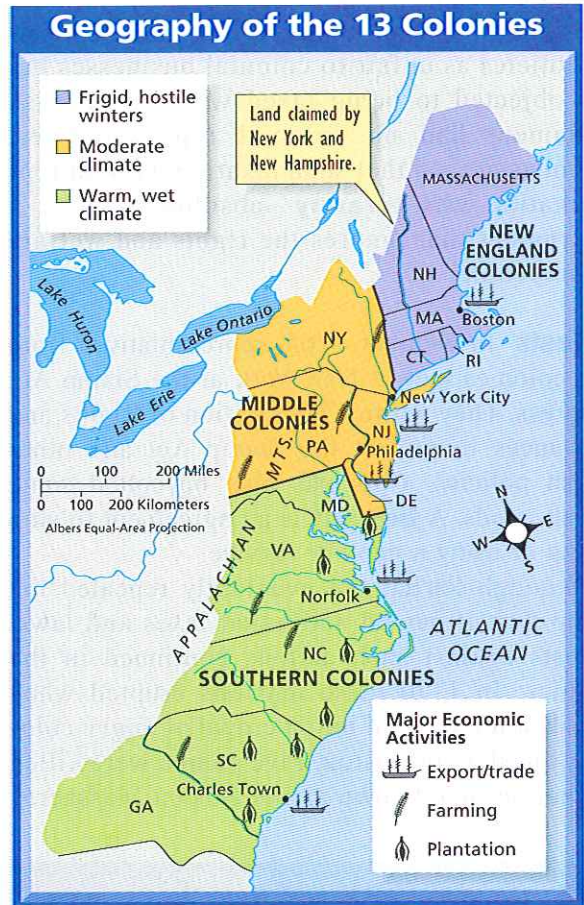 Geography of the 13 Colonies
Frigid, hostile
winters
Moderate
climate
Warm, wet
climate
Land claimed by
New York and
New Hampshire.
MASSACHUSETTS
NEW
ENGLAND
COLONIES
NH
MA
Boston
CT
RI
Lake
Huron
Lake Ontario
Lake Erie
NY
New York City
MIDDLE
COLONIES
NJ
PA
Philadelphia
MTS.
DE
0 100 200 Miles
0 100 200 Kilometers
Albers Equal-Area Projection
MD
N
E
W
S
VA
APPALACHIAN
Norfolk
NC
ATLANTIC
OCEAN
SOUTHERN COLONIES
SC
Charles Town
GA
Major Economic
Activities
Export/trade
Farming
Plantation